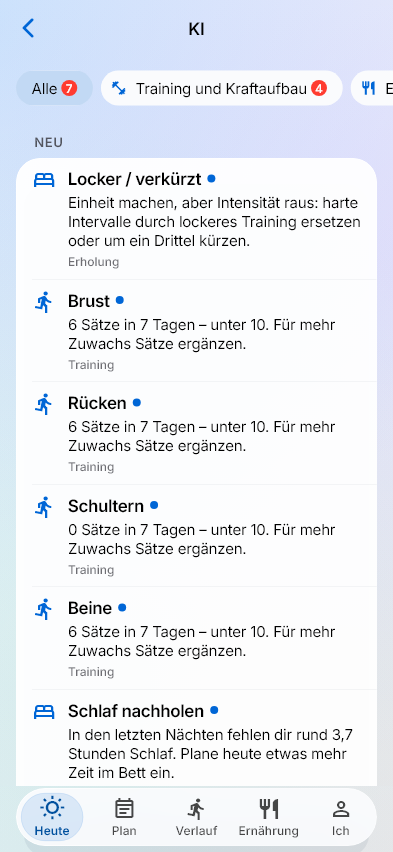 KI
Alle 7
Training und Kraftaufbau 4
E
NEU
Locker / verkürzt
Einheit machen, aber Intensität raus: harte
Intervalle durch lockeres Training ersetzen
oder um ein Drittel kürzen.
Erholung
Brust
6 Sätze in 7 Tagen – unter 10. Für mehr
Zuwachs Sätze ergänzen.
Training
Rücken
6 Sätze in 7 Tagen – unter 10. Für mehr
Zuwachs Sätze ergänzen.
Training
Schultern
0 Sätze in 7 Tagen – unter 10. Für mehr
Zuwachs Sätze ergänzen.
Training
Beine
6 Sätze in 7 Tagen – unter 10. Für mehr
Zuwachs Sätze ergänzen.
Training
Schlaf nachholen
In den letzten Nächten fehlen dir rund 3,7
Stunden Schlaf. Plane heute etwas mehr
Zeit im Bett ein.
Heute
Plan
Verlauf
Ernährung
Ich